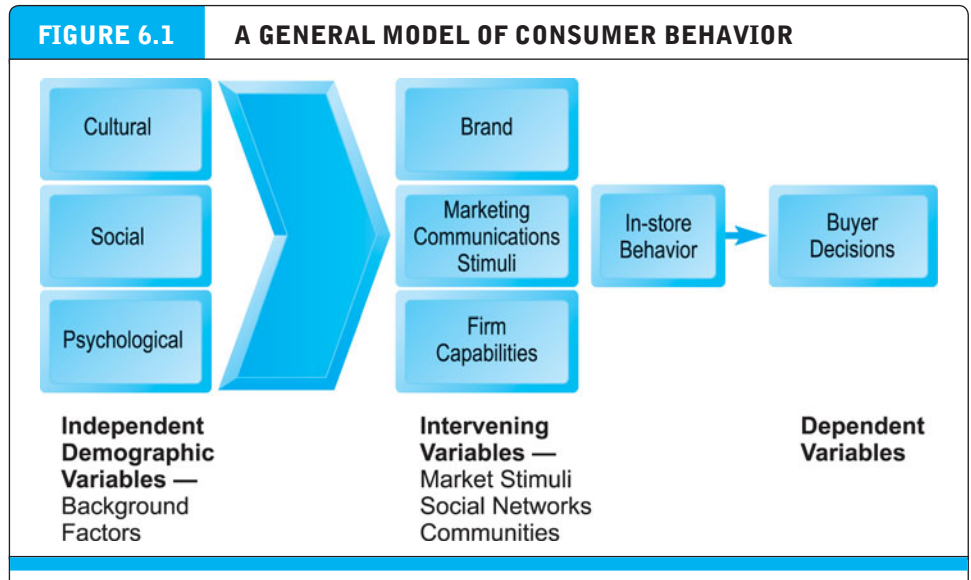 FIGURE 6.1 A GENERAL MODEL OF CONSUMER BEHAVIOR
Cultural
Social
Psychological
Brand
Marketing
Communications
Stimuli
Firm
Capabilities
In-store
Behavior
Buyer
Decisions
Independent
Demographic
Variables —
Background
Factors
Intervening
Variables —
Market Stimuli
Social Networks
Communities
Dependent
Variables